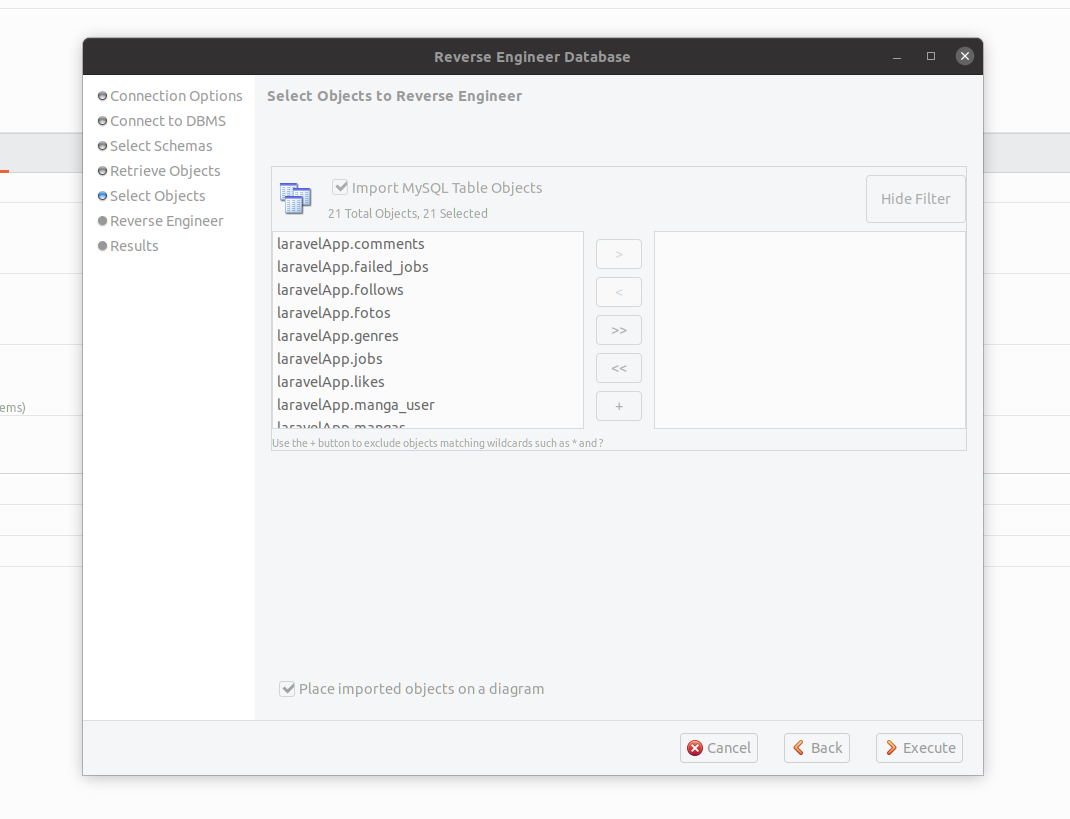 Reverse Engineer Database
Connection Options
Connect to DBMS
Select Schemas
Retrieve Objects
Select Objects
Reverse Engineer
Results
Select Objects to Reverse Engineer
Import MySQL Table Objects
21 Total Objects, 21 Selected
Hide Filter
laravelApp.comments
laravelApp.failed_jobs
laravelApp.follows
laravelApp.fotos
laravelApp.genres
laravelApp.jobs
laravelApp.likes
laravelApp.manga_user
laravelApp.mangas
>
<
>>
<<
+
Use the + button to exclude objects matching wildcards such as * and ?
Place imported objects on a diagram
Cancel
Back
Execute
ems)